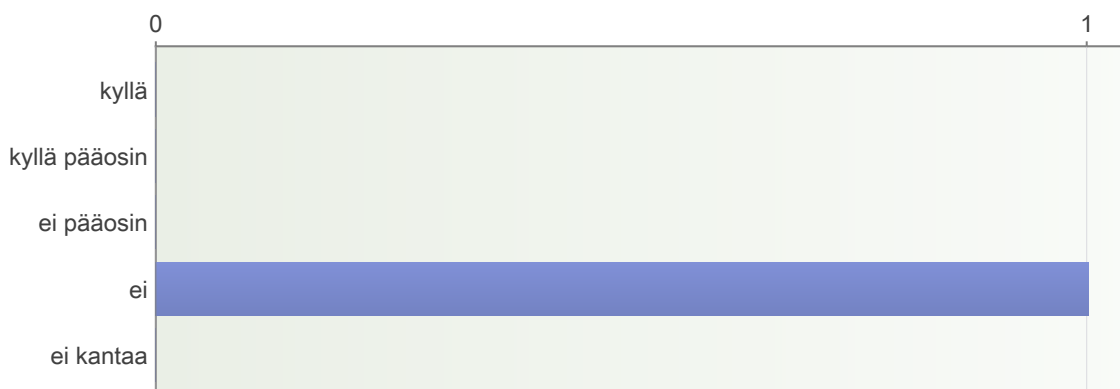 0 1
kyllä
kyllä pääosin
ei pääosin
ei
ei kantaa